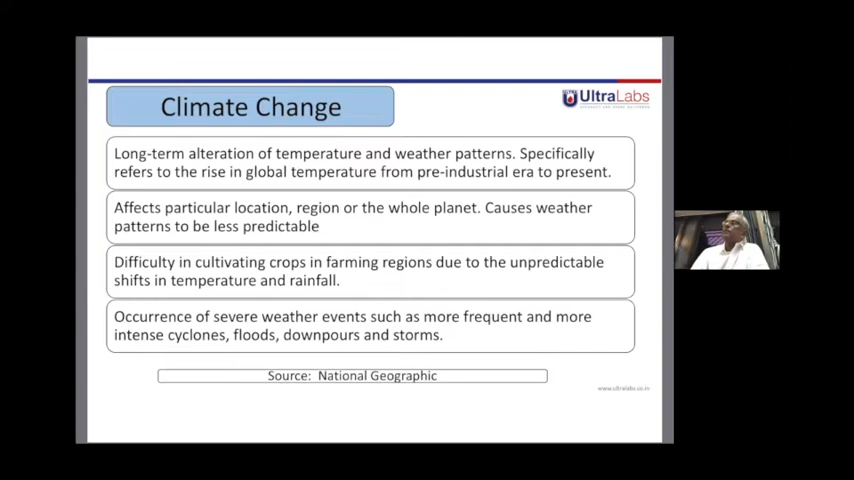 Climate Change
UltraLabs
Long-term alteration of temperature and weather patterns. Specifically
refers to the rise in global temperature from pre-industrial era to present.
Affects particular location, region or the whole planet. Causes weather
patterns to be less predictable
Difficulty in cultivating crops in farming regions due to the unpredictable
shifts in temperature and rainfall.
Occurrence of severe weather events such as more frequent and more
intense cyclones, floods, downpours and storms.
Source: National Geographic
www.ultralabs.co.in